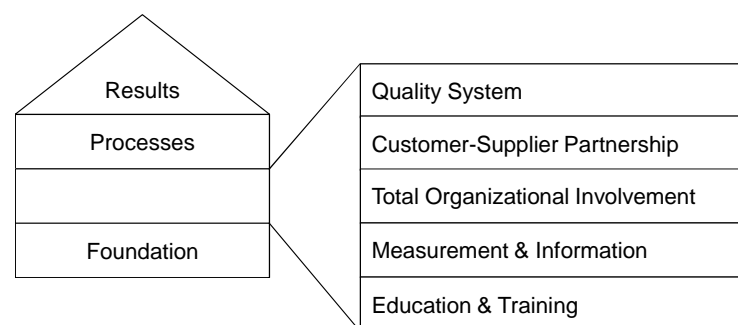 Results
Processes
Foundation
Quality System
Customer-Supplier Partnership
Total Organizational Involvement
Measurement & Information
Education & Training